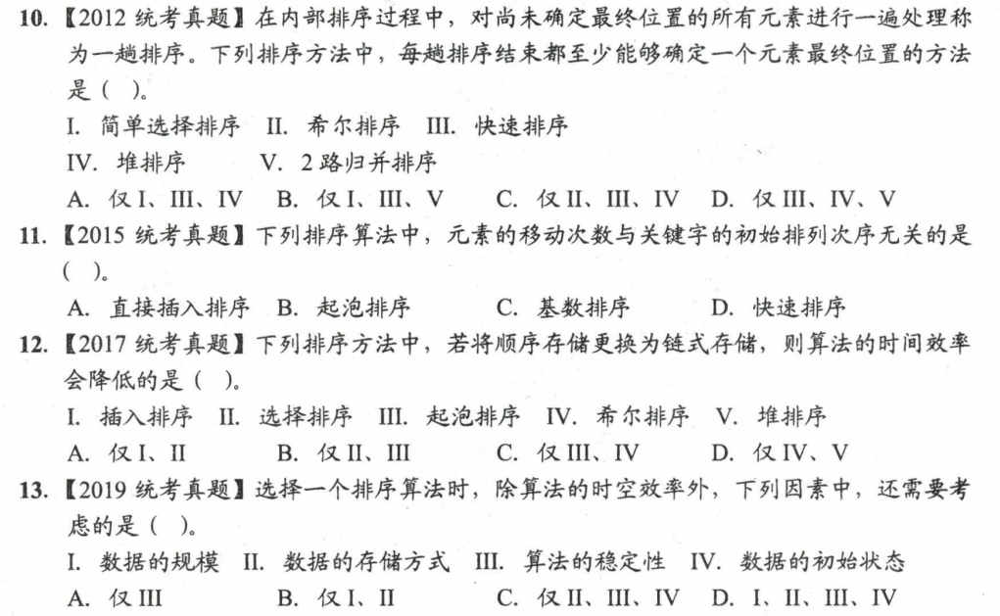 10.【2012 统考真题】在内部排序过程中，对尚未确定最终位置的所有元素进行一遍处理称
为一趟排序。下列排序方法中，每趟排序结束都至少能够确定一个元素最终位置的方法
是（ ）。
I. 简单选择排序 II. 希尔排序 III. 快速排序
IV. 堆排序 V. 2 路归并排序
A. 仅 I、III、IV B. 仅 I、III、V C. 仅 II、III、IV D. 仅 III、IV、V
11.【2015 统考真题】下列排序算法中，元素的移动次数与关键字的初始排列次序无关的是
（ ）。
A. 直接插入排序 B. 起泡排序 C. 基数排序 D. 快速排序
12.【2017 统考真题】下列排序方法中，若将顺序存储更换为链式存储，则算法的时间效率
会降低的是（ ）。
I. 插入排序 II. 选择排序 III. 起泡排序 IV. 希尔排序 V. 堆排序
A. 仅 I、II B. 仅 II、III C. 仅 III、IV D. 仅 IV、V
13.【2019 统考真题】选择一个排序算法时，除算法的时空效率外，下列因素中，还需要考
虑的是（ ）。
I. 数据的规模 II. 数据的存储方式 III. 算法的稳定性 IV. 数据的初始状态
A. 仅 III B. 仅 I、II C. 仅 II、III、IV D. I、II、III、IV